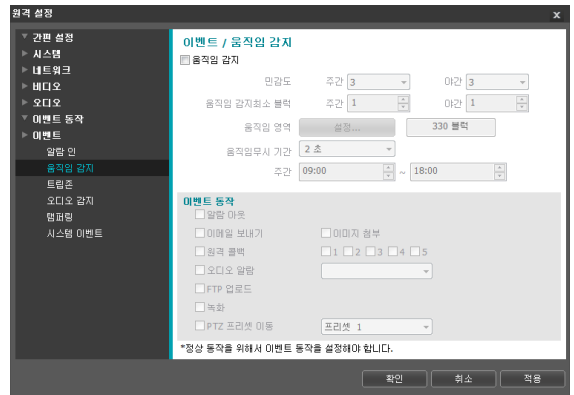 원격 설정 x
간편 설정
시스템
네트워크
비디오
오디오
이벤트 동작
이벤트
알람 인
움직임 감지
트립존
오디오 감지
탬퍼링
시스템 이벤트
이벤트 / 움직임 감지
움직임 감지
민감도 주간 3 야간 3
움직임 감지최소 블럭 주간 1 야간 1
움직임 영역 설정... 330 블럭
움직임무시 기간 2 초
주간 09:00 ~ 18:00
이벤트 동작
알람 아웃
이메일 보내기 이미지 첨부
원격 콜백 1 2 3 4 5
오디오 알람
FTP 업로드
녹화
PTZ 프리셋 이동 프리셋 1
*정상 동작을 위해서 이벤트 동작을 설정해야 합니다.
확인 취소 적용